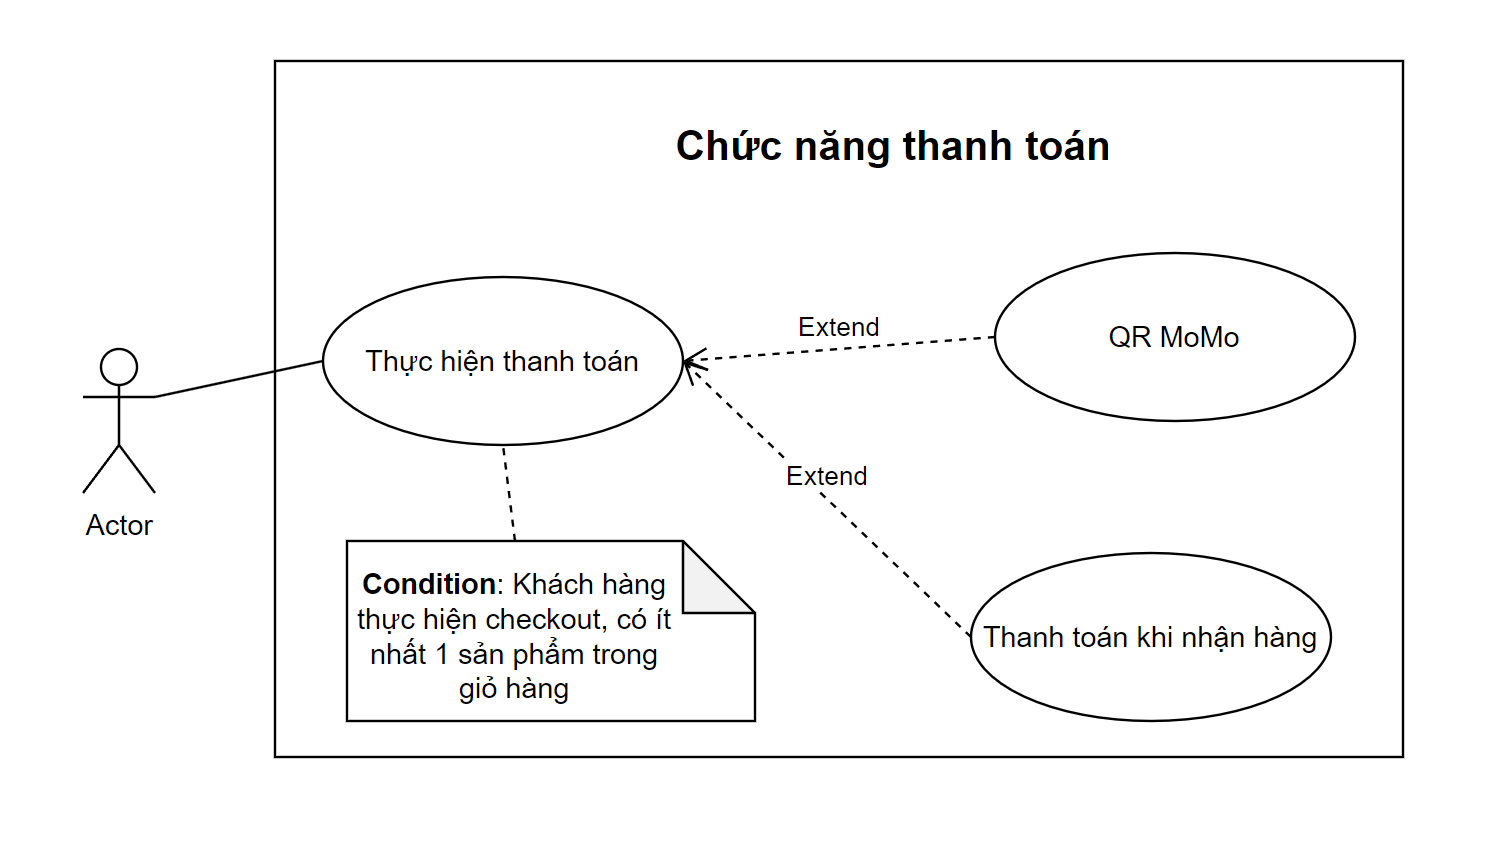 Chức năng thanh toán
Extend
QR MoMo
Thực hiện thanh toán
Extend
Actor
Condition: Khách hàng
thực hiện checkout, có ít
nhất 1 sản phẩm trong
giỏ hàng
Thanh toán khi nhận hàng